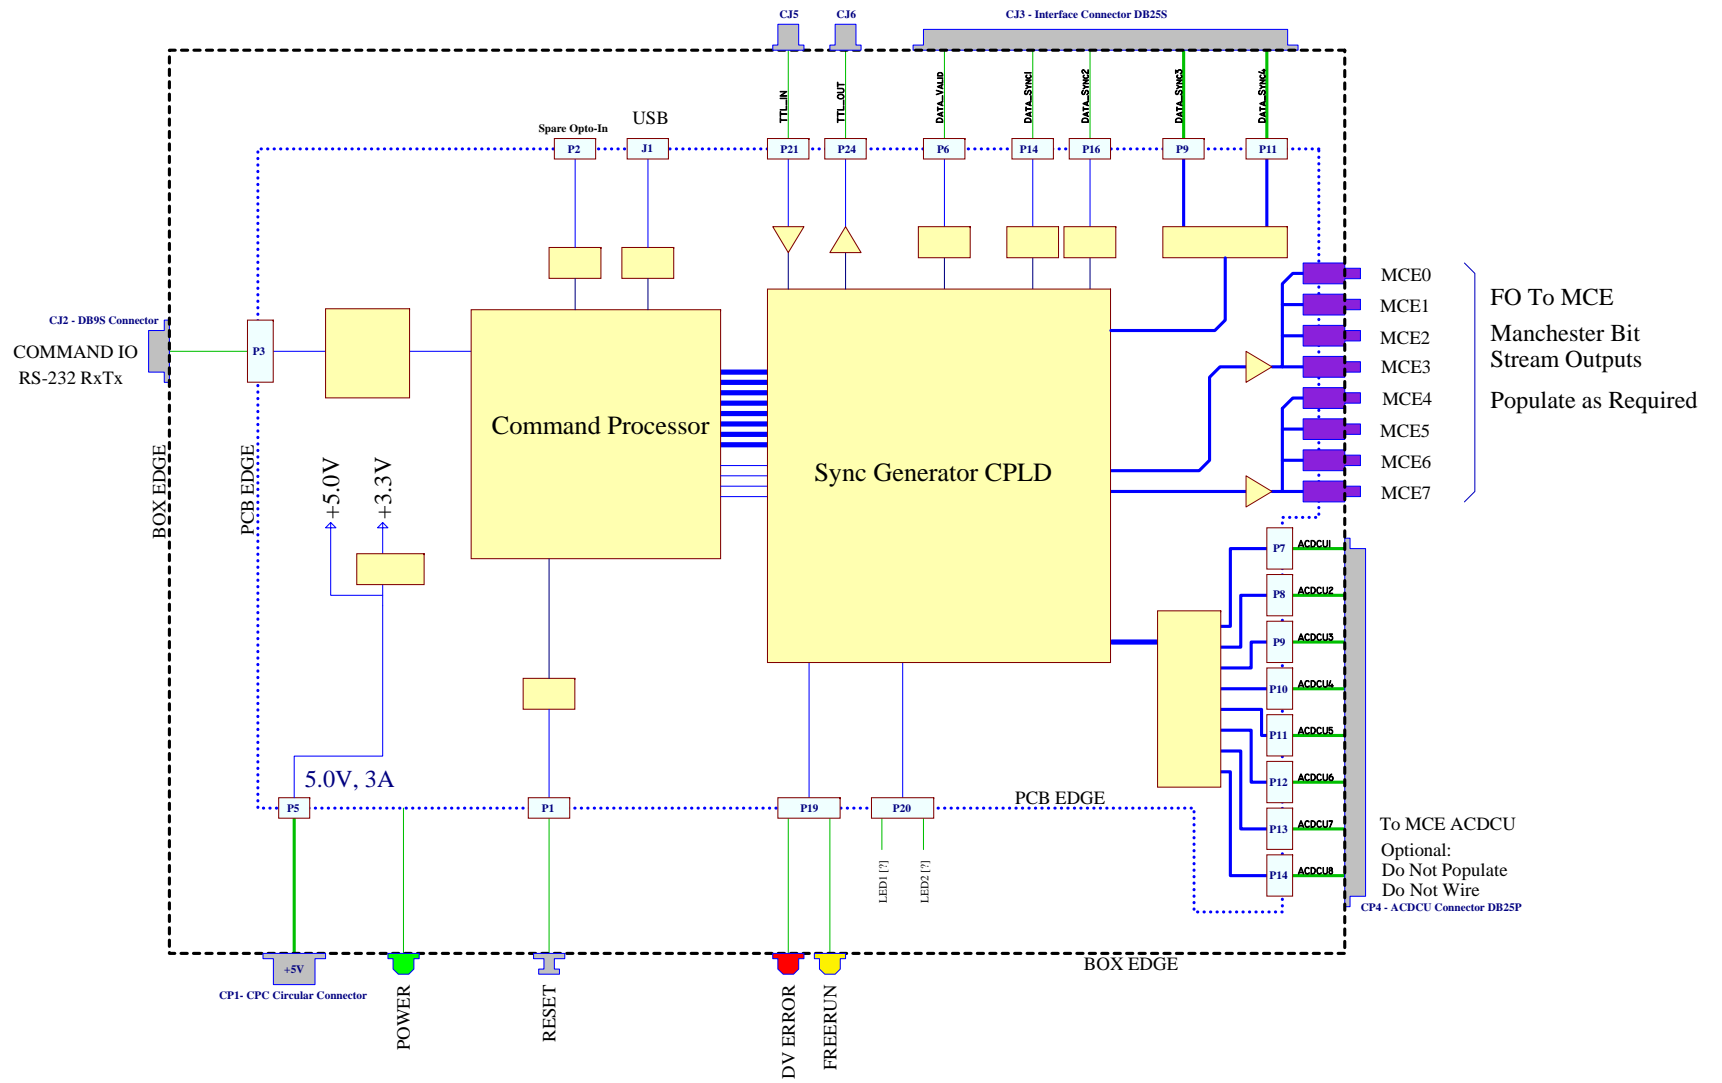 CJ5
CJ6
CJ3 - Interface Connector DB25S
TTL_IN
TTL_OUT
DATA_VALID
DATA_SYNC1
DATA_SYNC2
DATA_SYNC3
DATA_SYNC4
Spare Opto-In
USB
P2
J1
P21
P24
P6
P14
P16
P9
P11
MCE0
MCE1
MCE2
MCE3
MCE4
MCE5
MCE6
MCE7
FO To MCE
Manchester Bit
Stream Outputs
Populate as Required
CJ2 - DB9S Connector
COMMAND IO
RS-232 RxTx
P3
Command Processor
Sync Generator CPLD
BOX EDGE
PCB EDGE
+5.0V
+3.3V
P7
ACDCU1
P8
ACDCU2
P9
ACDCU3
P10
ACDCU4
P11
ACDCU5
P12
ACDCU6
P13
ACDCU7
P14
ACDCU8
5.0V, 3A
P5
P1
P19
P20
PCB EDGE
LED1 [?]
LED2 [?]
To MCE ACDCU
Optional:
Do Not Populate
Do Not Wire
CP4 - ACDCU Connector DB25P
BOX EDGE
+5V
CP1- CPC Circular Connector
POWER
RESET
DV ERROR
FREERUN